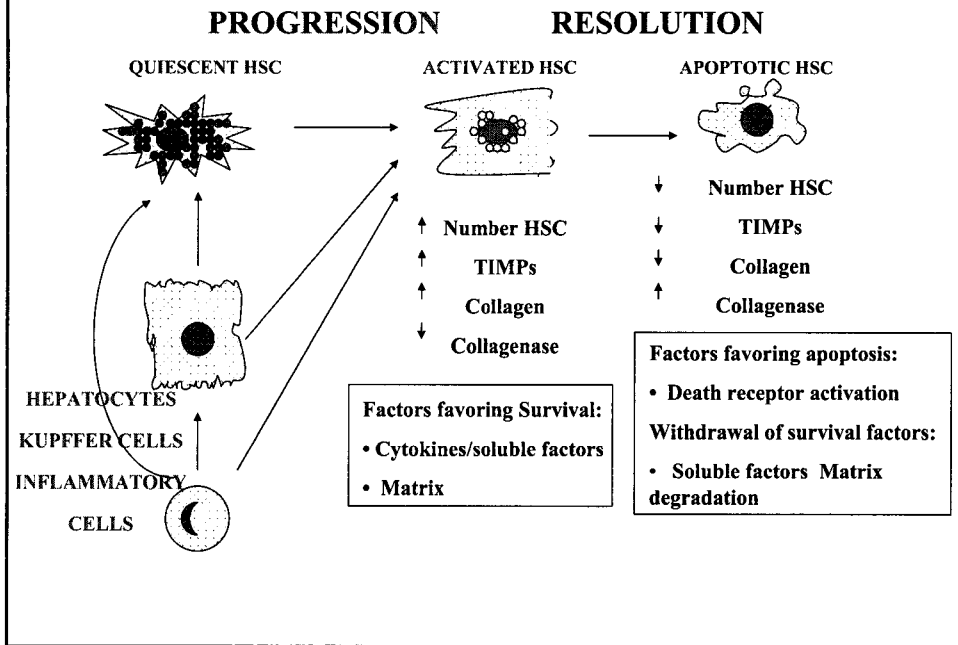 PROGRESSION RESOLUTION
QUIESCENT HSC
ACTIVATED HSC
APOPTOTIC HSC
↑ Number HSC
↑ TIMPs
↑ Collagen
↓ Collagenase
↓ Number HSC
↓ TIMPs
↓ Collagen
↑ Collagenase
HEPATOCYTES
KUPFFER CELLS
INFLAMMATORY
CELLS
Factors favoring Survival:
• Cytokines/soluble factors
• Matrix
Factors favoring apoptosis:
• Death receptor activation
Withdrawal of survival factors:
• Soluble factors Matrix
degradation